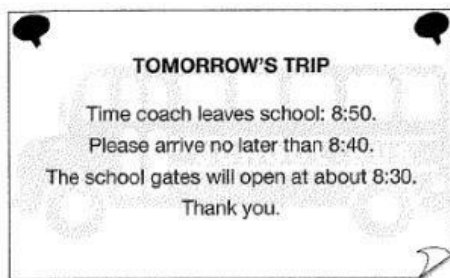 TOMORROW'S TRIP
Time coach leaves school: 8:50.
Please arrive no later than 8:40.
The school gates will open at about 8:30.
Thank you.